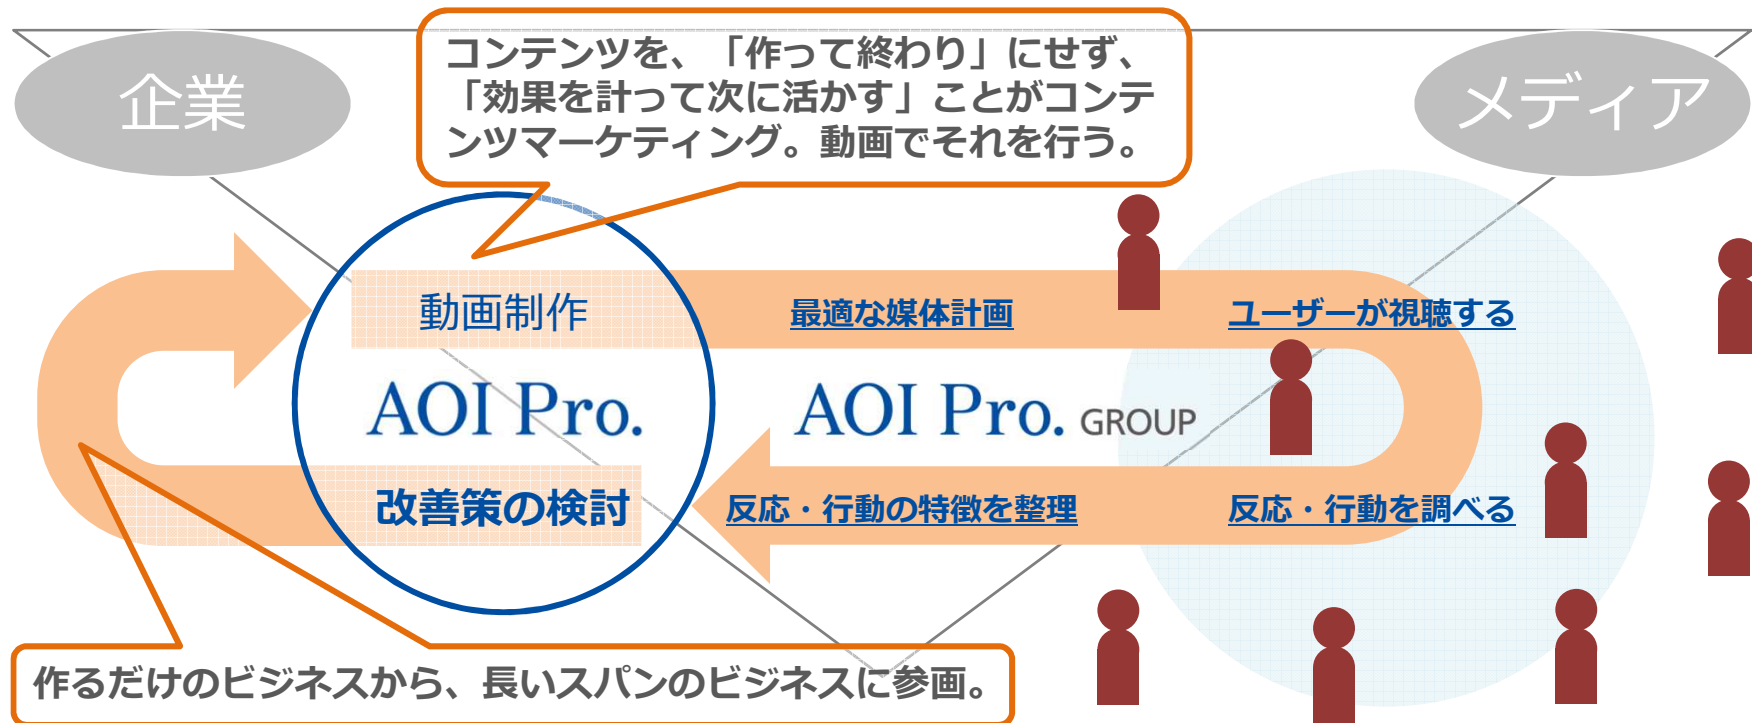 企業
コンテンツを、「作って終わり」にせず、
「効果を計って次に活かす」ことがコンテ
ンツマーケティング。動画でそれを行う。
メディア
動画制作
最適な媒体計画
ユーザーが視聴する
AOI Pro.
AOI Pro. GROUP
改善策の検討
反応・行動の特徴を整理
反応・行動を調べる
作るだけのビジネスから、長いスパンのビジネスに参画。